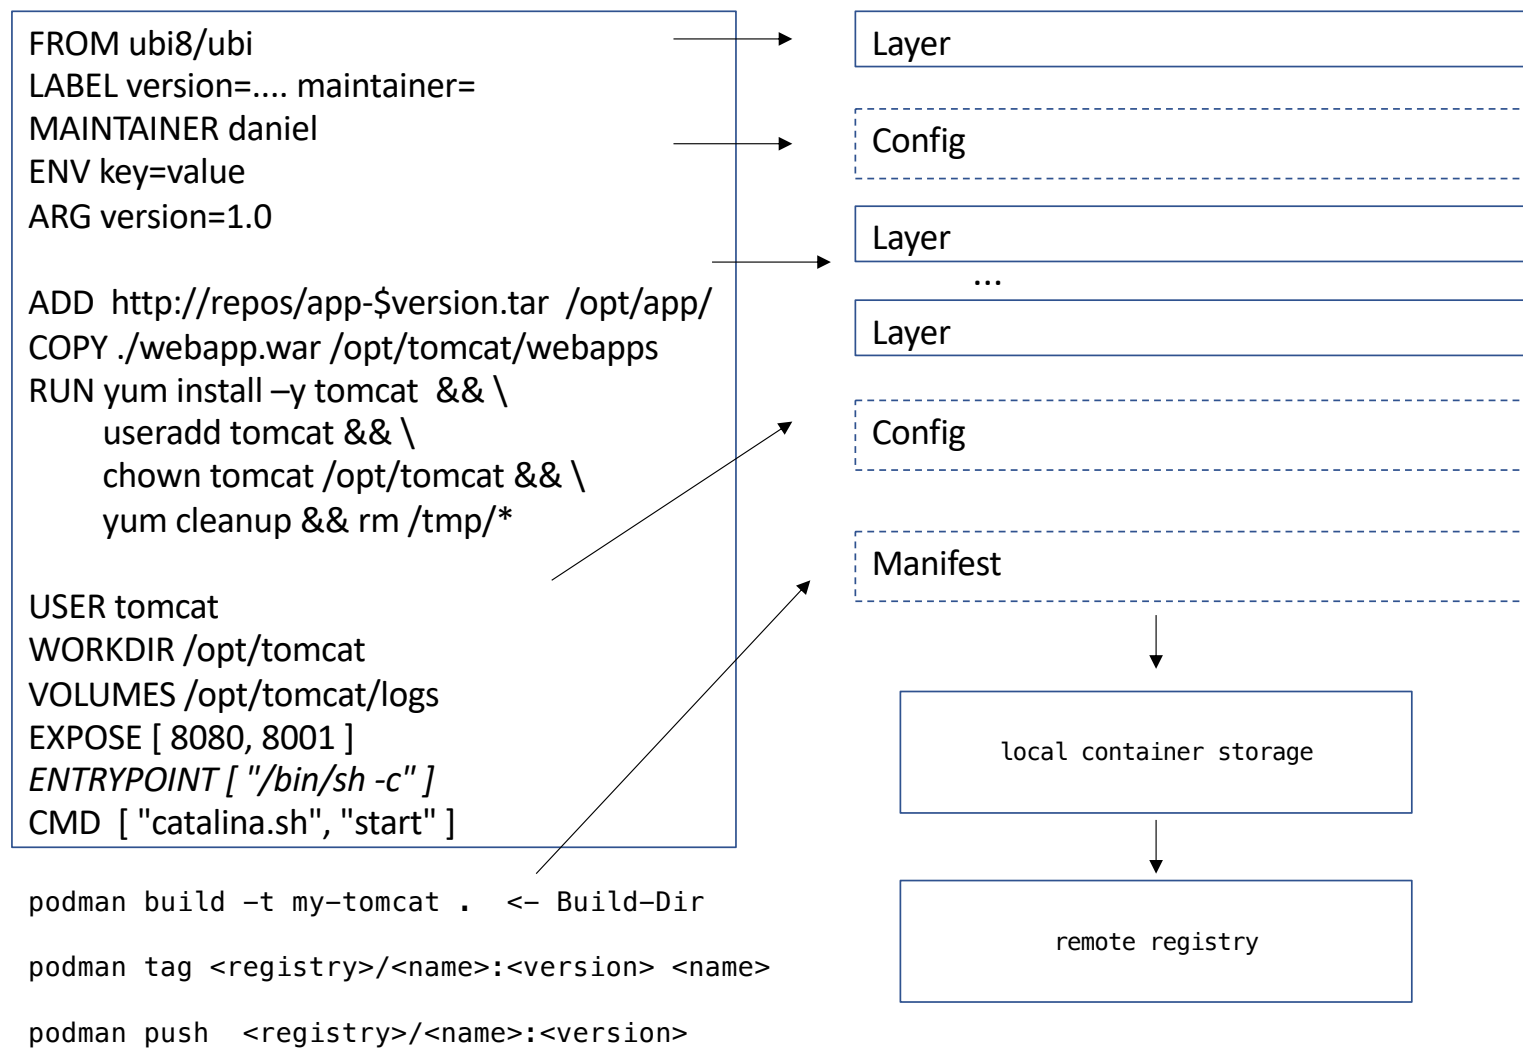 FROM ubi8/ubi
LABEL version=.... maintainer=
MAINTAINER daniel
ENV key=value
ARG version=1.0
ADD  http://repos/app-$version.tar  /opt/app/
COPY ./webapp.war /opt/tomcat/webapps
RUN yum install –y tomcat  && \
useradd tomcat && \
chown tomcat /opt/tomcat && \
yum cleanup && rm /tmp/*
USER tomcat
WORKDIR /opt/tomcat
VOLUMES /opt/tomcat/logs
EXPOSE [ 8080, 8001 ]
ENTRYPOINT [ "/bin/sh -c" ]
CMD  [ "catalina.sh", "start" ]
podman build –t my-tomcat .  <– Build–Dir
podman tag <registry>/<name>:<version> <name>
podman push  <registry>/<name>:<version>
Layer
Config
Layer
...
Layer
Config
Manifest
local container storage
remote registry